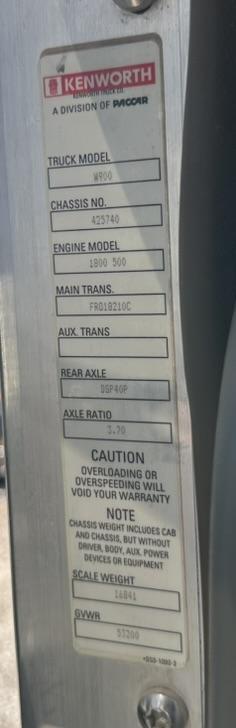 KENWORTH
KENWORTH TRUCK CO.
A DIVISION OF PACCAR
TRUCK MODEL
W900
CHASSIS NO.
425740
ENGINE MODEL
1800 500
MAIN TRANS.
FRO18210C
AUX. TRANS
REAR AXLE
DSP40P
AXLE RATIO
3.70
CAUTION
OVERLOADING OR
OVERSPEEDING WILL
VOID YOUR WARRANTY
NOTE
CHASSIS WEIGHT INCLUDES CAB
AND CHASSIS, BUT WITHOUT
DRIVER, BODY, AUX. POWER
DEVICES OR EQUIPMENT
SCALE WEIGHT
16841
GVWR
53200